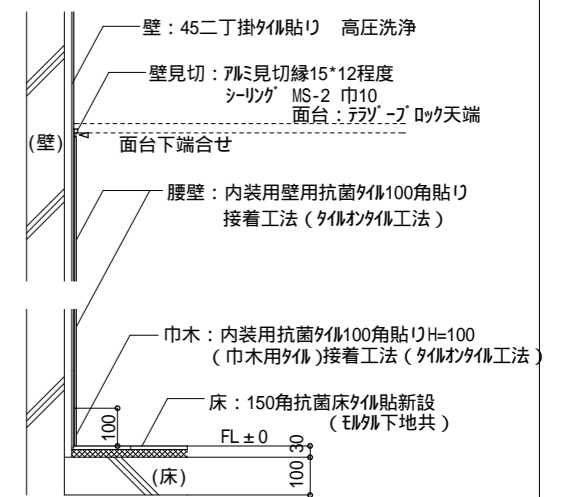 壁：45二丁掛ﾀｲﾙ貼り　高圧洗浄
壁見切：ｱﾙﾐ見切縁15*12程度
ｼｰﾘﾝｸﾞ MS-2 巾10
面台：ﾃﾗｿﾞｰﾌﾞﾛｯｸ天端
(壁)
面台下端合せ
腰壁：内装用壁用抗菌ﾀｲﾙ100角貼り
接着工法（ﾀｲﾙｵﾝﾀｲﾙ工法）
巾木：内装用抗菌ﾀｲﾙ100角貼りH=100
（巾木用ﾀｲﾙ）接着工法（ﾀｲﾙｵﾝﾀｲﾙ工法）
床：150角抗菌床ﾀｲﾙ貼新設
（ﾓﾙﾀﾙ下地共）
100
FL±0
30
(床)
100